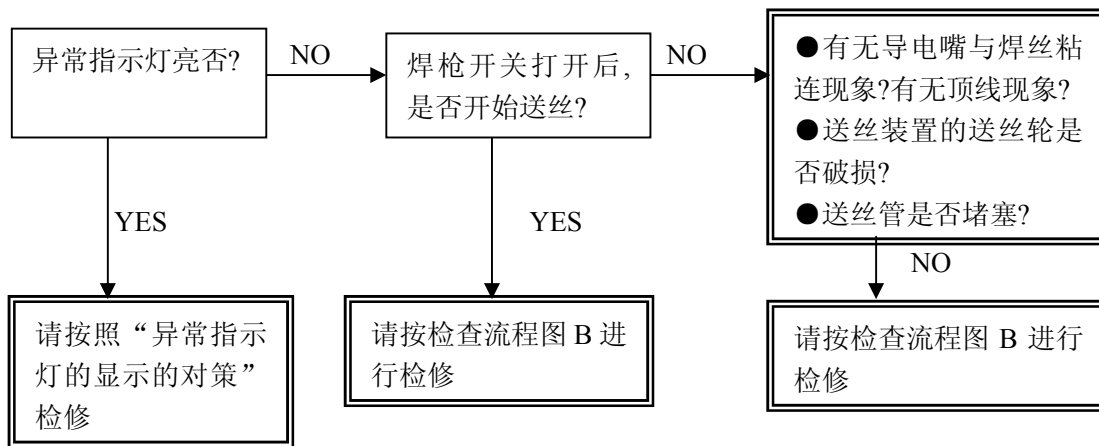 异常指示灯亮否?
NO
焊枪开关打开后,
是否开始送丝?
NO
●有无导电嘴与焊丝粘
连现象?有无顶线现象?
●送丝装置的送丝轮是
否破损?
●送丝管是否堵塞?
YES
YES
NO
请按照“异常指示
灯的显示的对策”
检修
请按检查流程图 B 进
行检修
请按检查流程图 B 进行
检修